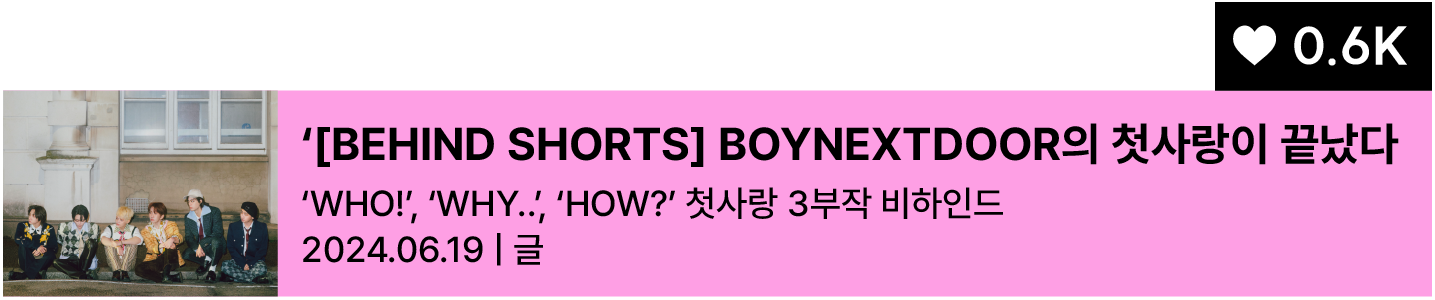 0.6K
‘[BEHIND SHORTS] BOYNEXTDOOR의 첫사랑이 끝났다
‘WHO!’, ‘WHY..’, ‘HOW?’ 첫사랑 3부작 비하인드
2024.06.19 | 글